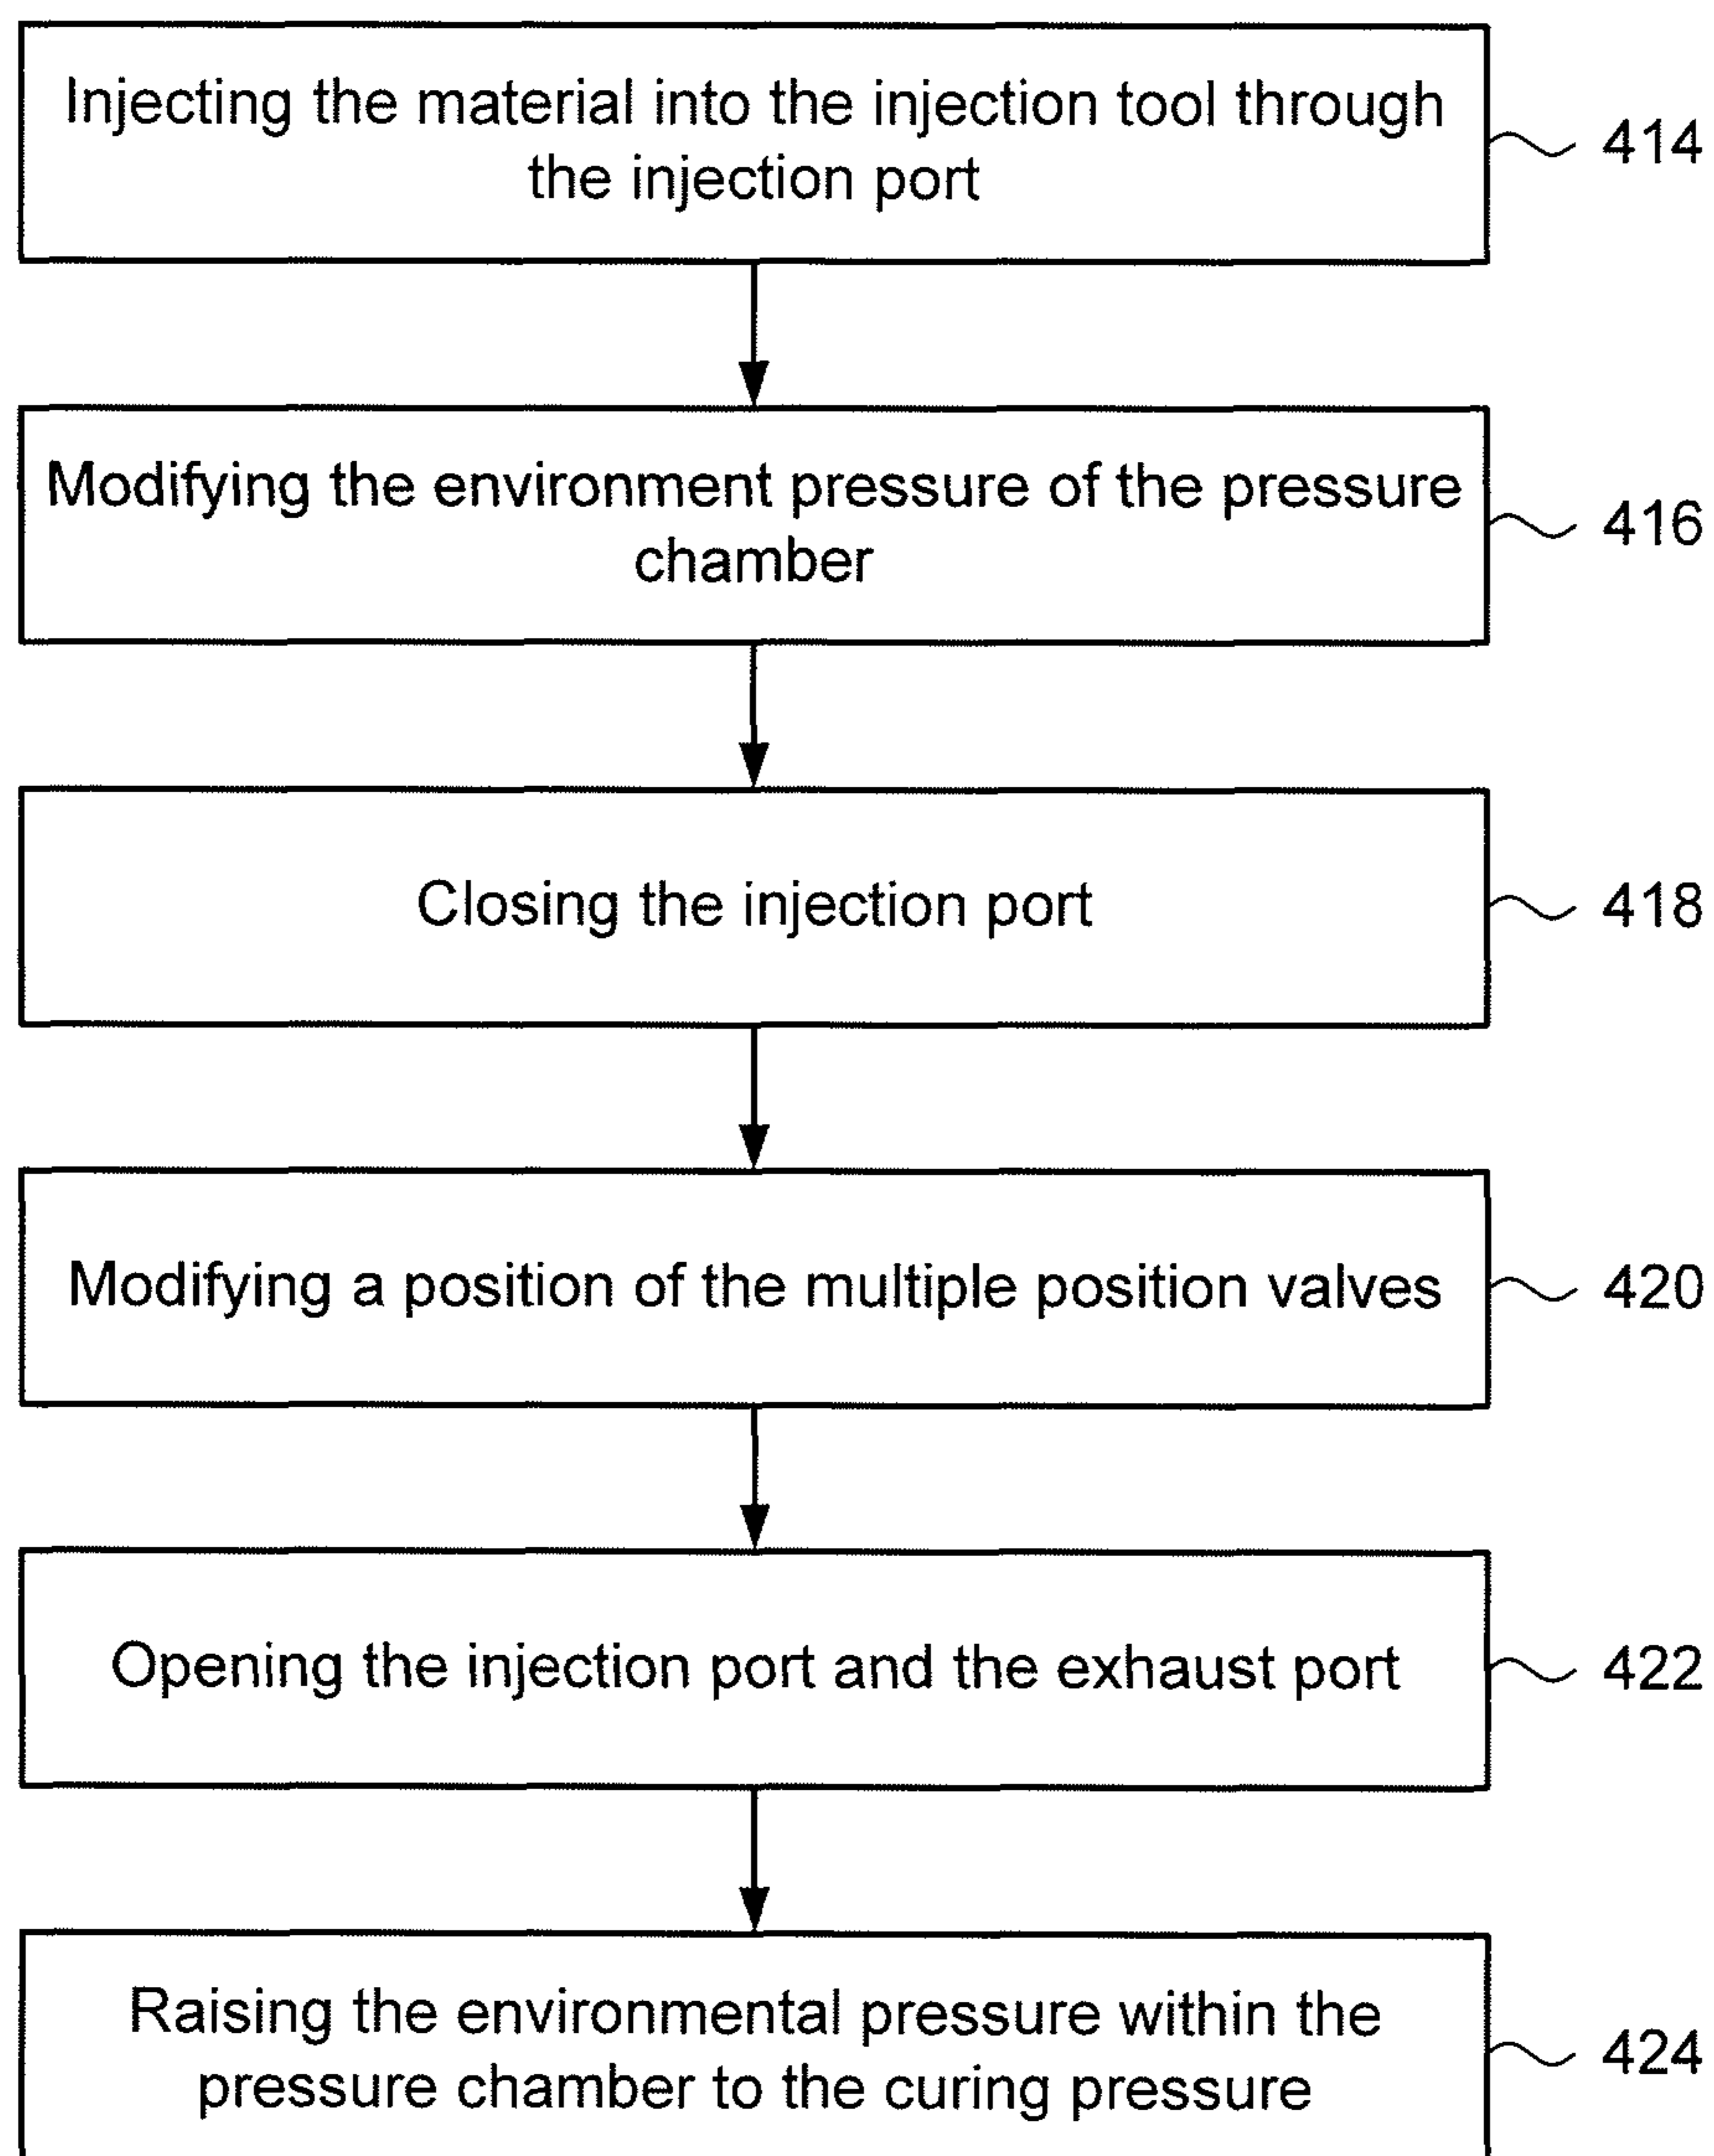 Injecting the material into the injection tool through
the injection port
414
Modifying the environment pressure of the pressure
chamber
416
Closing the injection port
418
Modifying a position of the multiple position valves
420
Opening the injection port and the exhaust port
422
Raising the environmental pressure within the
pressure chamber to the curing pressure
424